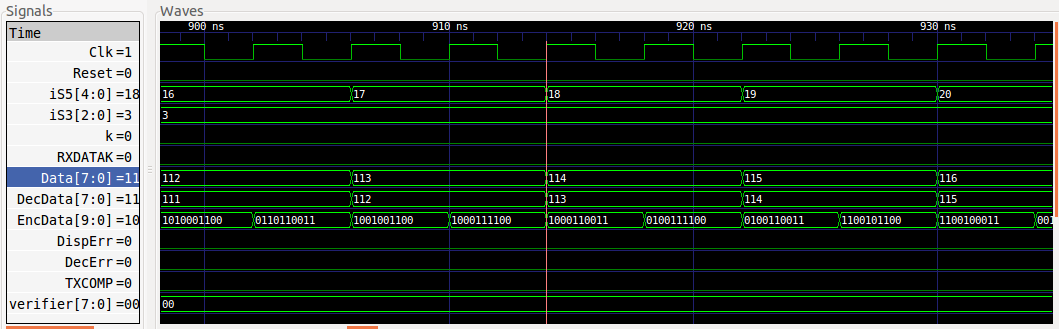 Signals Waves
Time 900 ns 910 ns 920 ns 930 ns
Clk=1
Reset=0
iS5[4:0]=18 16 17 18 19 20
iS3[2:0]=3 3
k=0
RXDATAK=0
Data[7:0]=11 112 113 114 115 116
DecData[7:0]=11 111 112 113 114 115
EncData[9:0]=10 1010001100 0110110011 1001001100 1000111100 1000110011 0100111100 0100110011 1100101100 1100100011 001
DispErr=0
DecErr=0
TXCOMP=0
verifier[7:0]=00 00